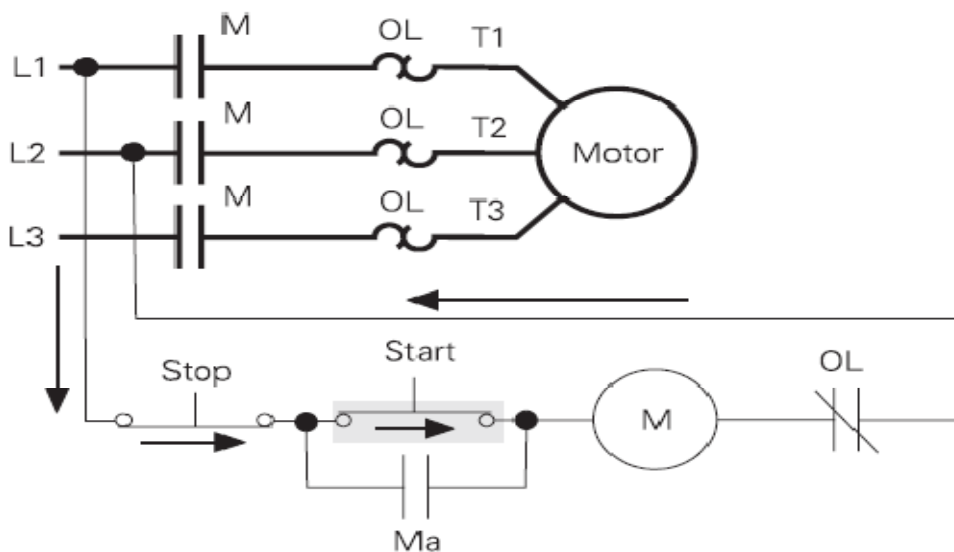 M OL T1
L1
M OL T2
L2 Motor
M OL T3
L3
Start
Stop OL
M
Ma